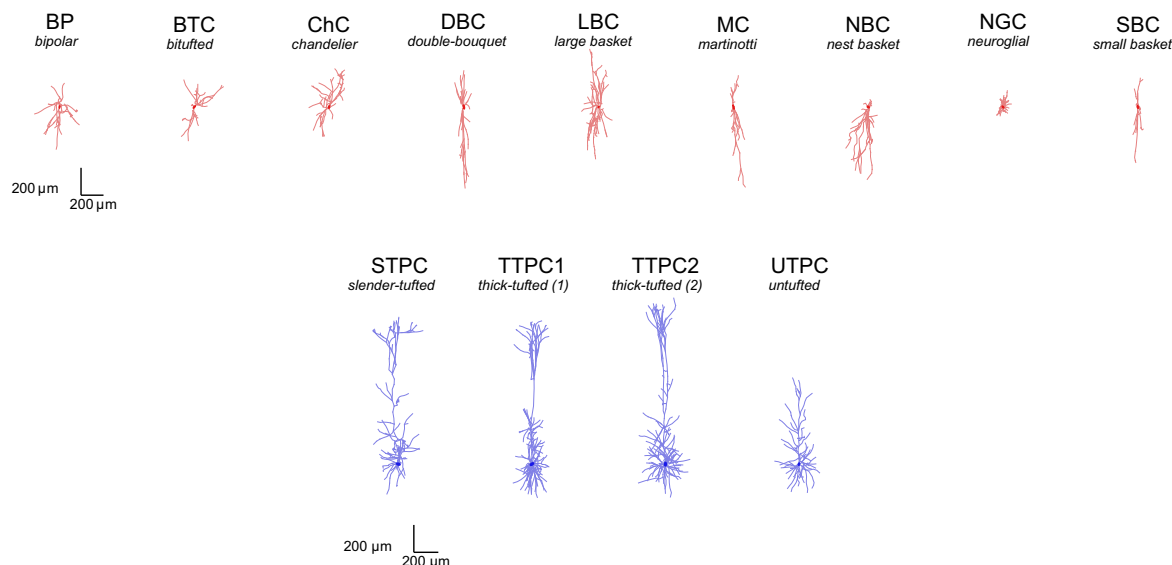 BP
bipolar
BTC
bitufted
ChC
chandelier
DBC
double-bouquet
LBC
large basket
MC
martinotti
NBC
nest basket
NGC
neuroglial
SBC
small basket
200 µm
200 µm
STPC
slender-tufted
TTPC1
thick-tufted (1)
TTPC2
thick-tufted (2)
UTPC
untufted
200 µm
200 µm